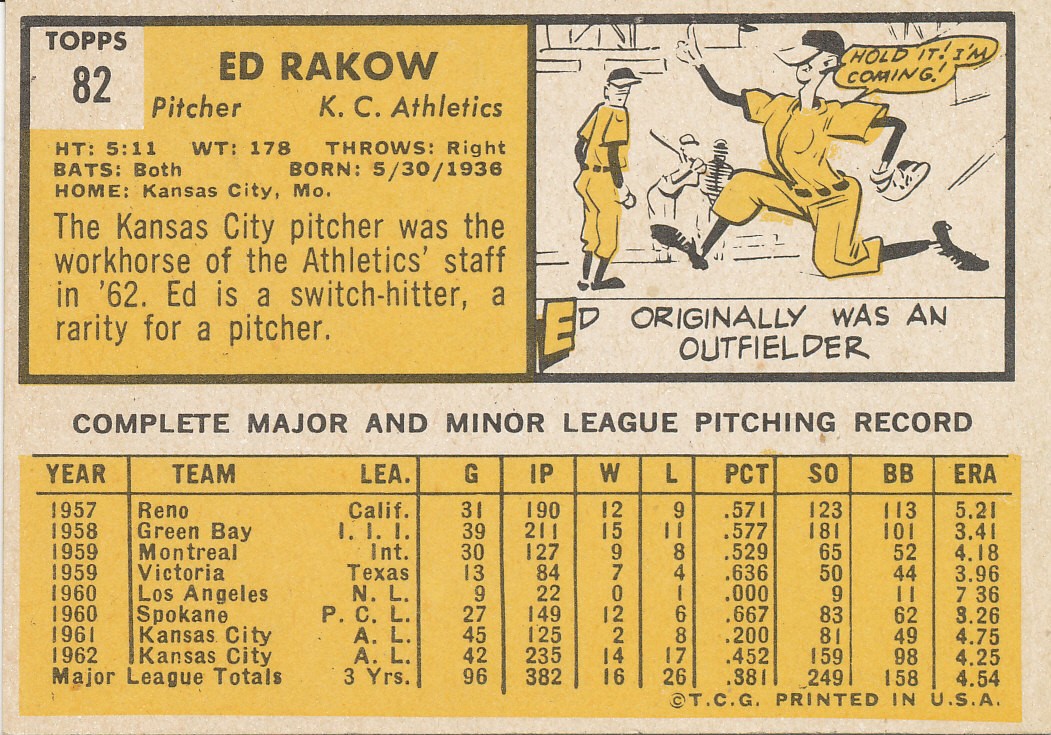 TOPPS
82
ED RAKOW
Pitcher K. C. Athletics
HT: 5:11 WT: 178 THROWS: Right
BATS: Both BORN: 5/30/1936
HOME: Kansas City, Mo.
The Kansas City pitcher was the
workhorse of the Athletics' staff
in '62. Ed is a switch-hitter, a
rarity for a pitcher.
HOLD IT! I'M
COMING!
ED ORIGINALLY WAS AN
OUTFIELDER
COMPLETE MAJOR AND MINOR LEAGUE PITCHING RECORD
YEAR TEAM LEA. G IP W L PCT SO BB ERA
1957 Reno Calif. 31 190 12 9 .571 123 113 5.21
1958 Green Bay I. I. I. 39 211 15 11 .577 181 101 3.41
1959 Montreal Int. 30 127 9 8 .529 65 52 4.18
1959 Victoria Texas 13 84 7 4 .636 50 44 3.96
1960 Los Angeles N. L. 9 22 0 1 .000 9 11 7 36
1960 Spokane P. C. L. 27 149 12 6 .667 83 62 3.26
1961 Kansas City A. L. 45 125 2 8 .200 81 49 4.75
1962 Kansas City A. L. 42 235 14 17 .452 159 98 4.25
Major League Totals 3 Yrs. 96 382 16 26 .381 249 158 4.54
©T.C.G. PRINTED IN U.S.A.